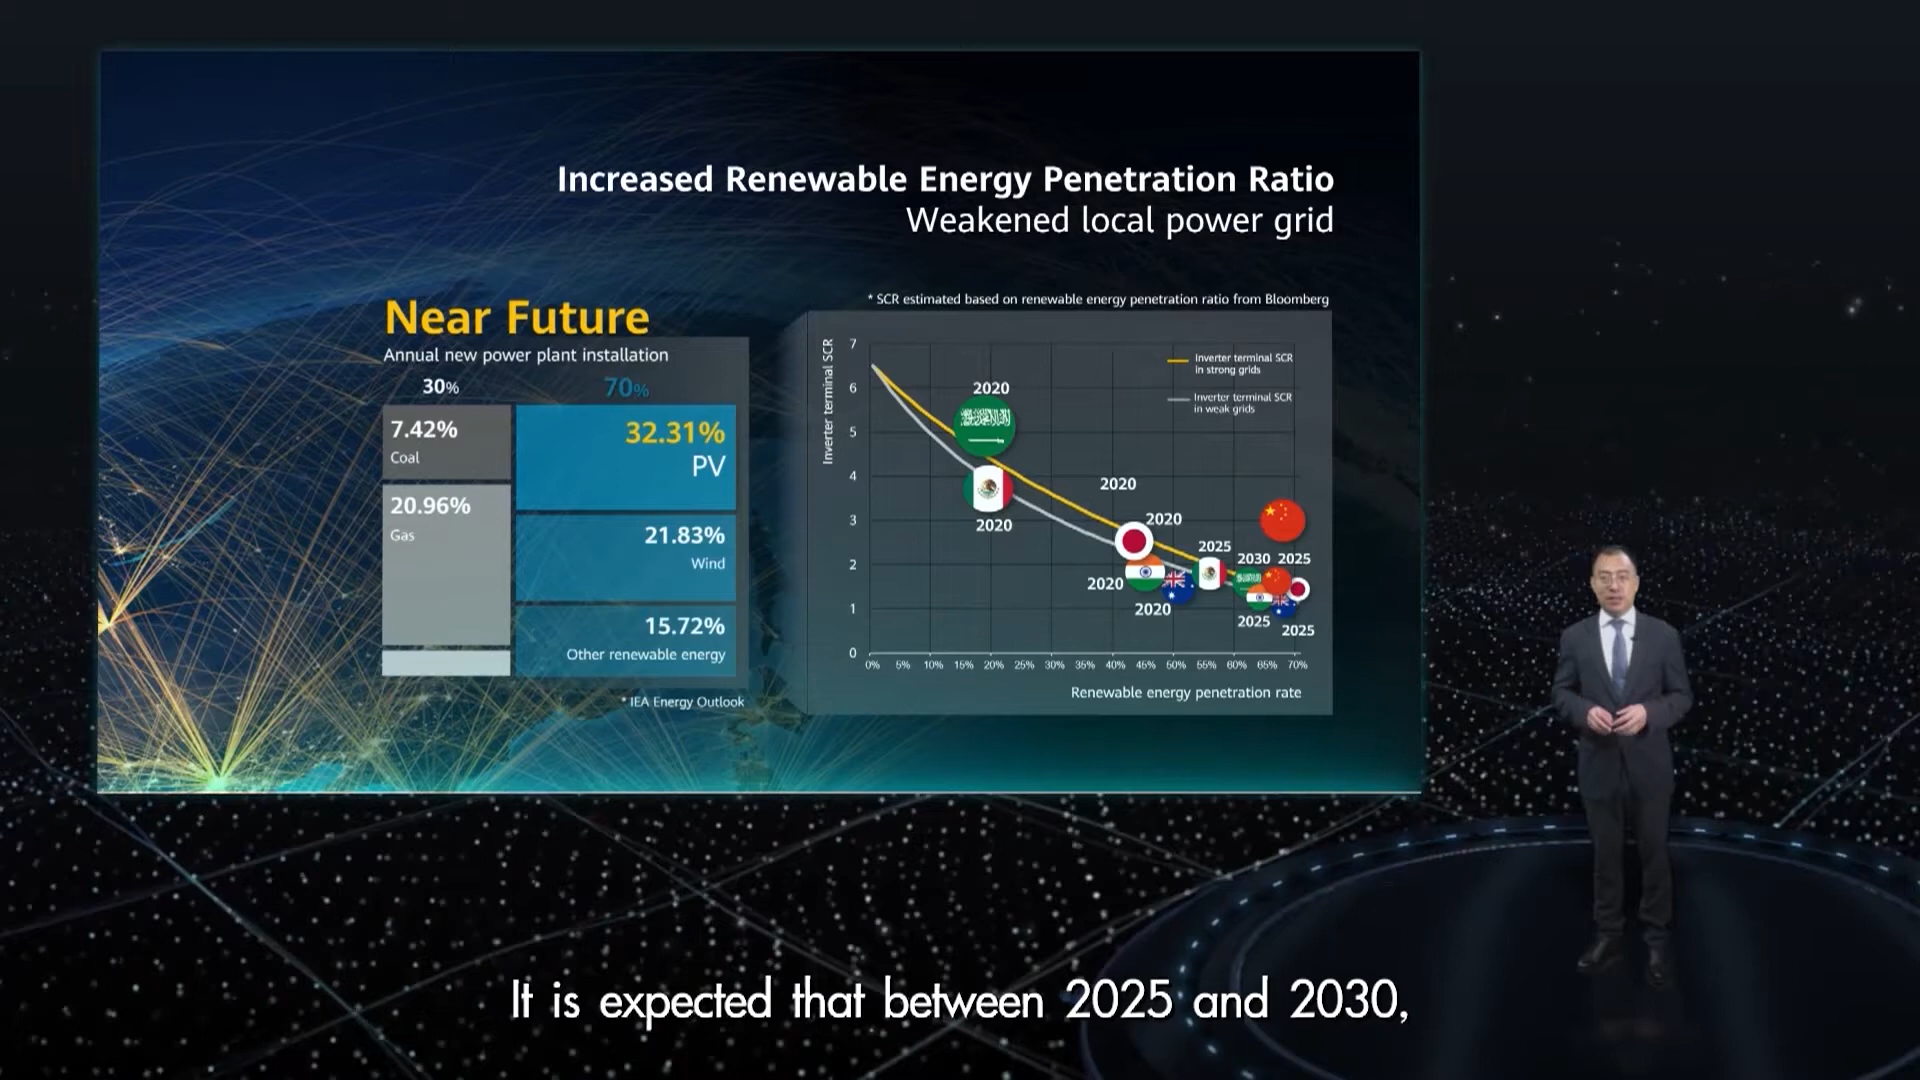 Increased Renewable Energy Penetration Ratio
Weakened local power grid
Near Future
Annual new power plant installation
30%
70%
7.42%
Coal
20.96%
Gas
32.31%
PV
21.83%
Wind
15.72%
Other renewable energy
* IEA Energy Outlook
* SCR estimated based on renewable energy penetration ratio from Bloomberg
Inverter terminal SCR
7
6
5
4
3
2
1
0
Inverter terminal SCR
in strong grids
Inverter terminal SCR
in weak grids
2020
2020
2020
2020
2020
2020
2025
2030
2025
2025
2025
0% 5% 10% 15% 20% 25% 30% 35% 40% 45% 50% 55% 60% 65% 70%
Renewable energy penetration rate
It is expected that between 2025 and 2030,